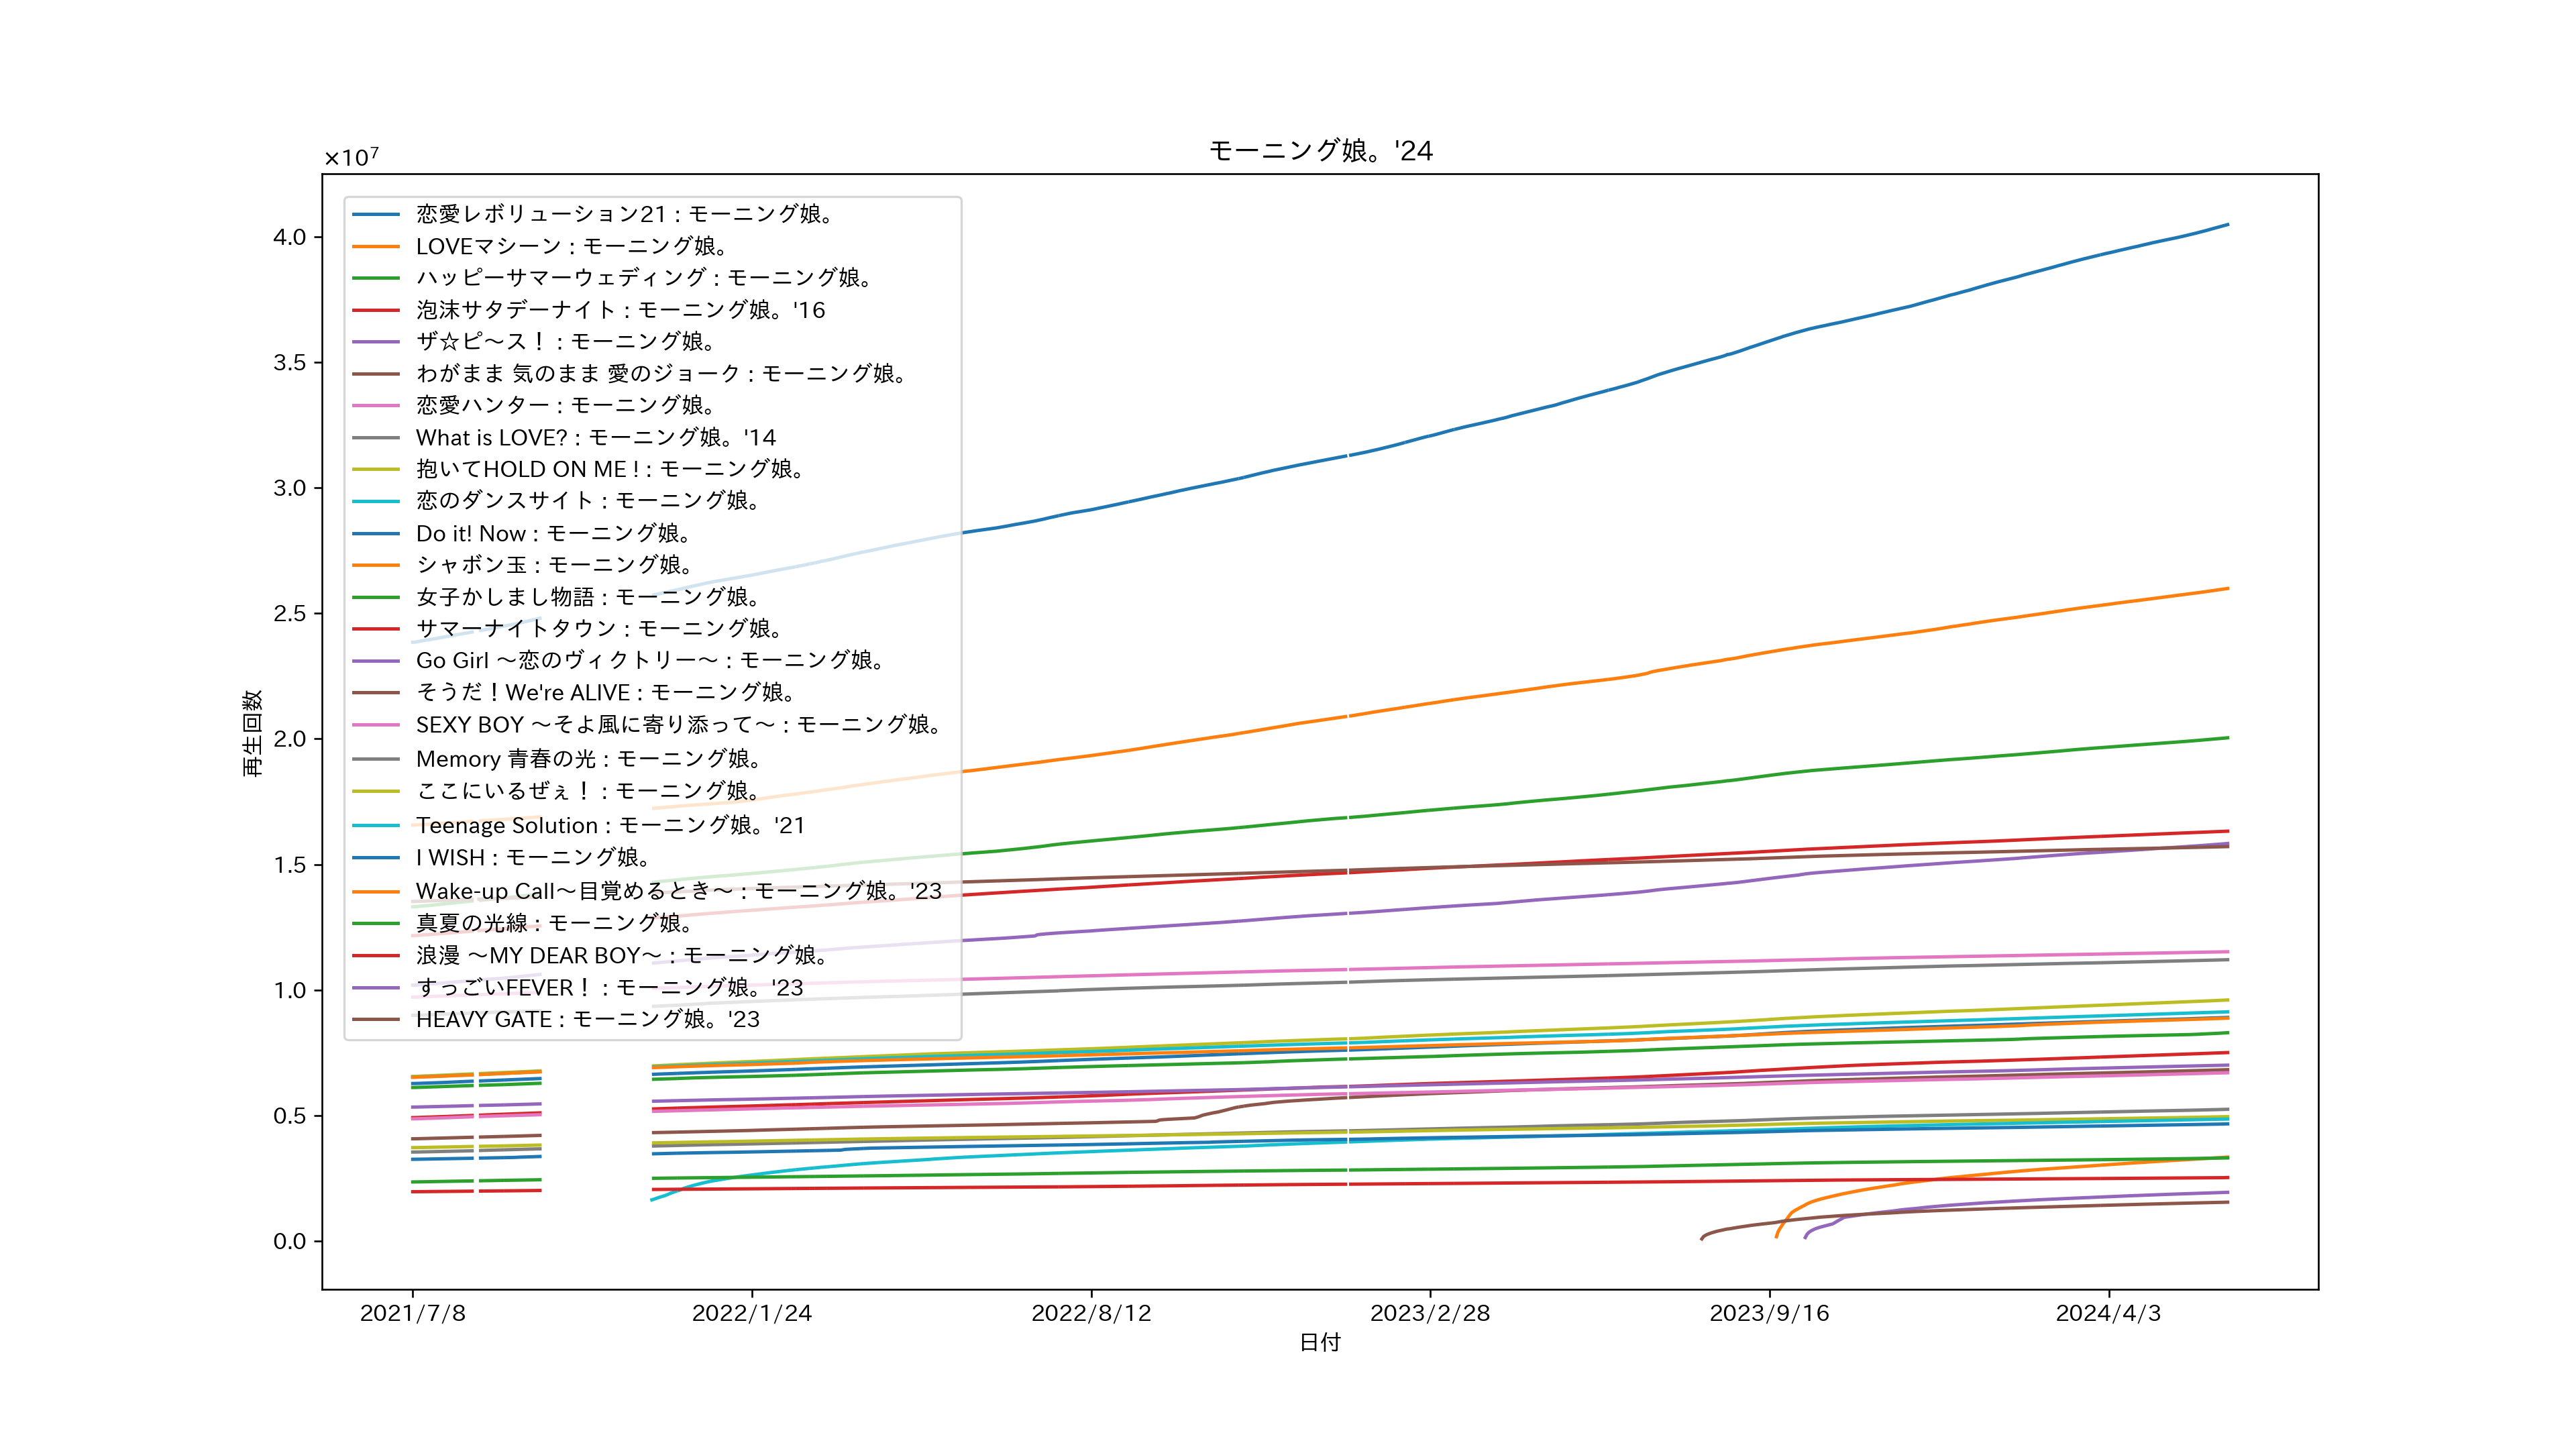 モーニング娘。'24
×10⁷
4.0
3.5
3.0
2.5
2.0
1.5
1.0
0.5
0.0
再生回数
恋愛レボリューション21 : モーニング娘。
LOVEマシーン : モーニング娘。
ハッピーサマーウェディング : モーニング娘。
泡沫サタデーナイト : モーニング娘。'16
ザ☆ピ〜ス! : モーニング娘。
わがまま 気のまま 愛のジョーク : モーニング娘。
恋愛ハンター : モーニング娘。
What is LOVE? : モーニング娘。'14
抱いてHOLD ON ME ! : モーニング娘。
恋のダンスサイト : モーニング娘。
Do it! Now : モーニング娘。
シャボン玉 : モーニング娘。
女子かしまし物語 : モーニング娘。
サマーナイトタウン : モーニング娘。
Go Girl 〜恋のヴィクトリー〜 : モーニング娘。
そうだ!We're ALIVE : モーニング娘。
SEXY BOY 〜そよ風に寄り添って〜 : モーニング娘。
Memory 青春の光 : モーニング娘。
ここにいるぜぇ! : モーニング娘。
Teenage Solution : モーニング娘。'21
I WISH : モーニング娘。
Wake-up Call〜目覚めるとき〜 : モーニング娘。'23
真夏の光線 : モーニング娘。
浪漫 〜MY DEAR BOY〜 : モーニング娘。
すっごいFEVER! : モーニング娘。'23
HEAVY GATE : モーニング娘。'23
2021/7/8
2022/1/24
2022/8/12
2023/2/28
2023/9/16
2024/4/3
日付